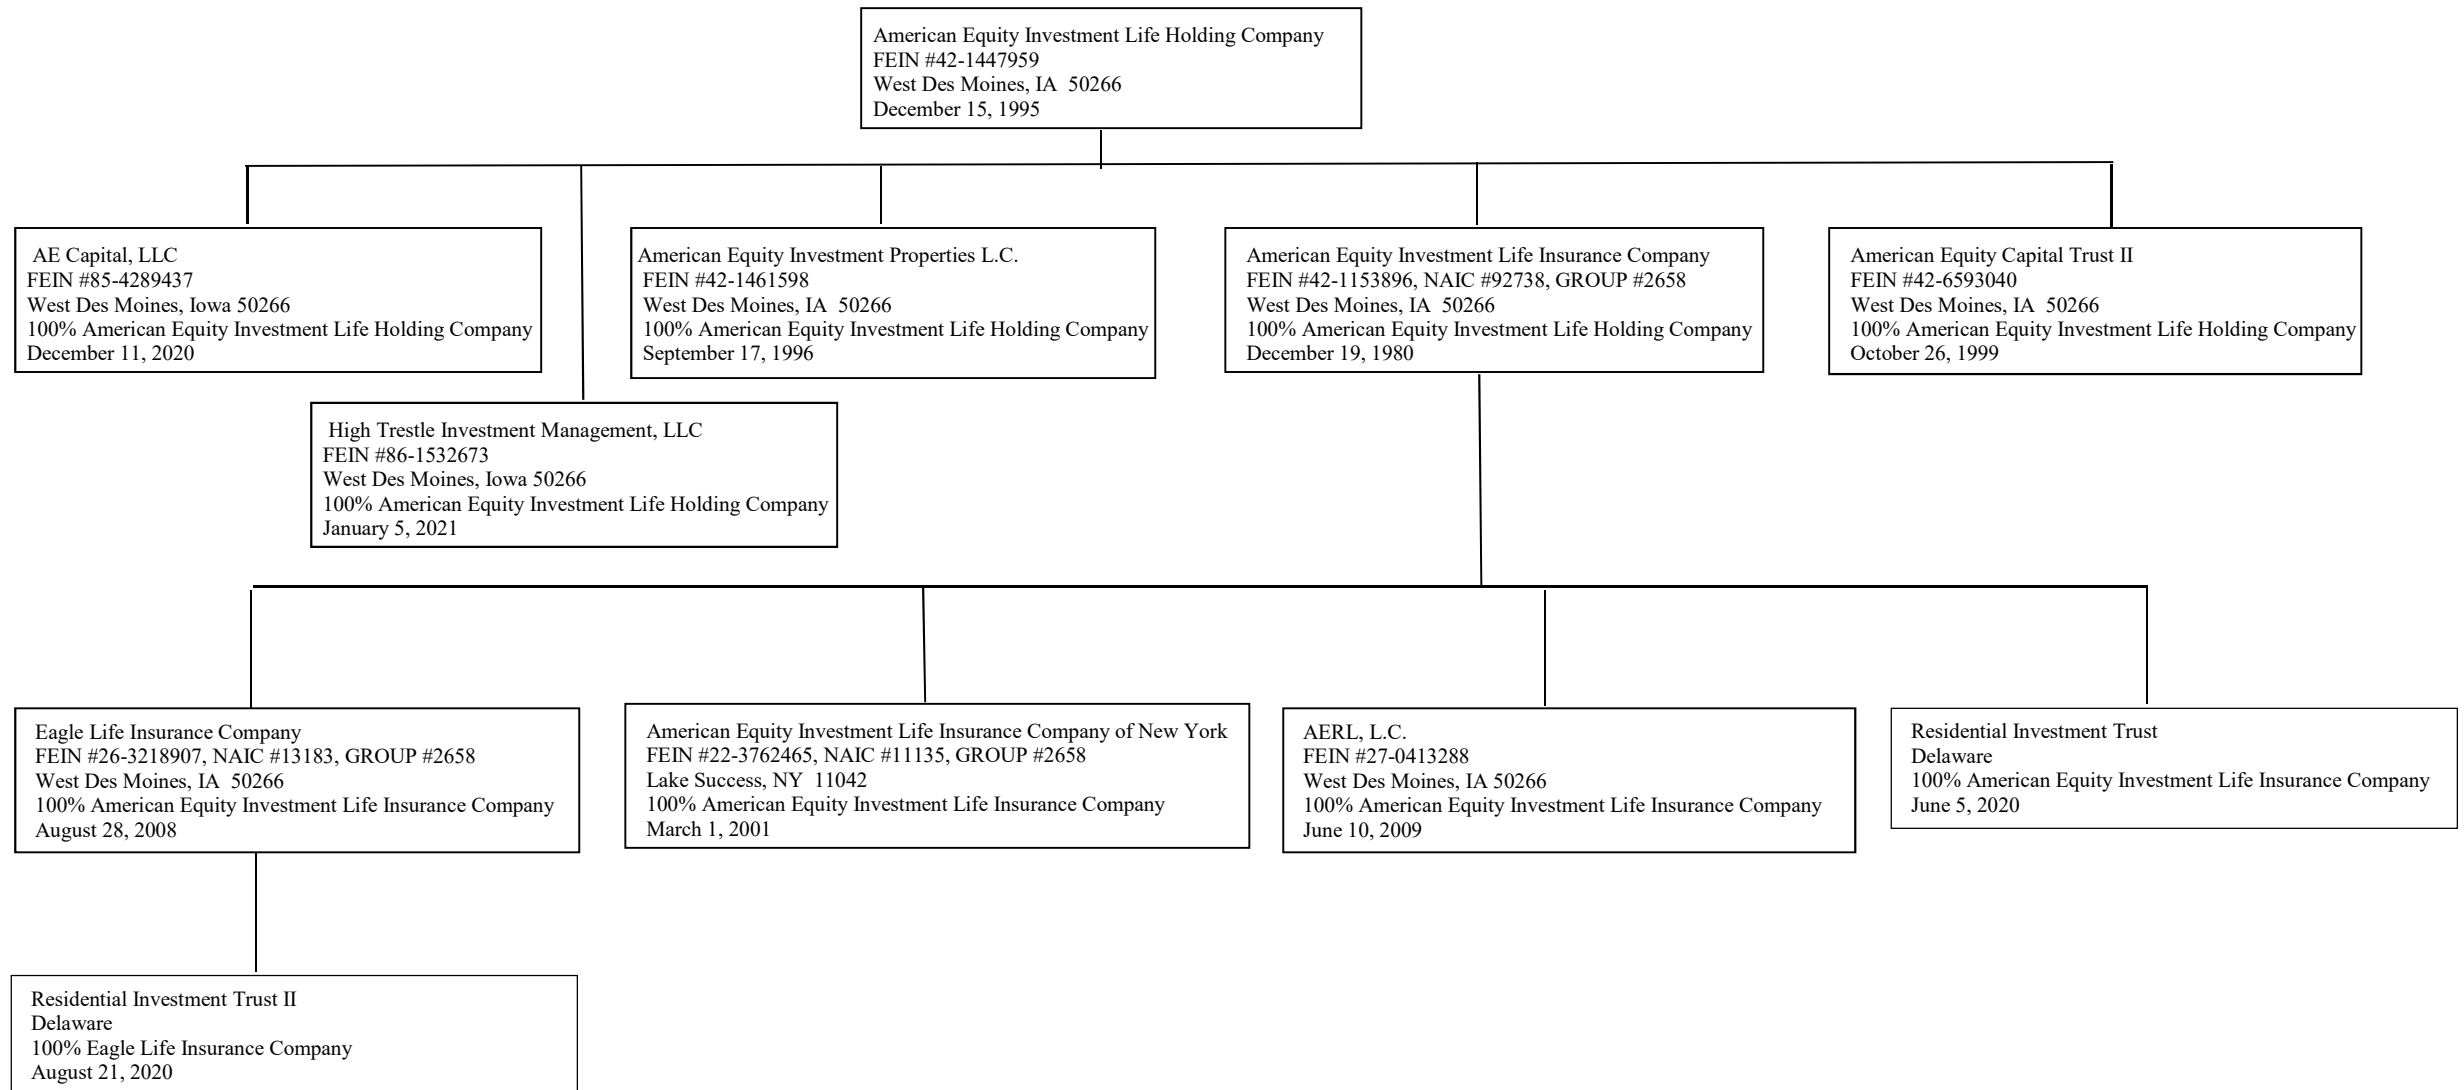 American Equity Investment Life Holding Company
FEIN #42-1447959
West Des Moines, IA  50266
December 15, 1995
AE Capital, LLC
FEIN #85-4289437
West Des Moines, Iowa 50266
100% American Equity Investment Life Holding Company
December 11, 2020
American Equity Investment Properties L.C.
FEIN #42-1461598
West Des Moines, IA  50266
100% American Equity Investment Life Holding Company
September 17, 1996
American Equity Investment Life Insurance Company
FEIN #42-1153896, NAIC #92738, GROUP #2658
West Des Moines, IA  50266
100% American Equity Investment Life Holding Company
December 19, 1980
American Equity Capital Trust II
FEIN #42-6593040
West Des Moines, IA  50266
100% American Equity Investment Life Holding Company
October 26, 1999
High Trestle Investment Management, LLC
FEIN #86-1532673
West Des Moines, Iowa 50266
100% American Equity Investment Life Holding Company
January 5, 2021
Eagle Life Insurance Company
FEIN #26-3218907, NAIC #13183, GROUP #2658
West Des Moines, IA  50266
100% American Equity Investment Life Insurance Company
August 28, 2008
American Equity Investment Life Insurance Company of New York
FEIN #22-3762465, NAIC #11135, GROUP #2658
Lake Success, NY  11042
100% American Equity Investment Life Insurance Company
March 1, 2001
AERL, L.C.
FEIN #27-0413288
West Des Moines, IA 50266
100% American Equity Investment Life Insurance Company
June 10, 2009
Residential Investment Trust
Delaware
100% American Equity Investment Life Insurance Company
June 5, 2020
Residential Investment Trust II
Delaware
100% Eagle Life Insurance Company
August 21, 2020